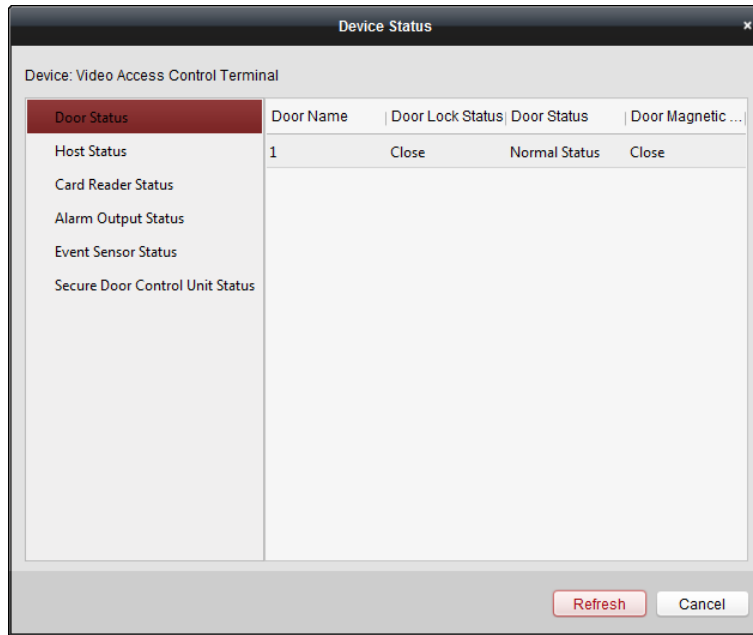 Device Status
Device: Video Access Control Terminal
Door Status
Host Status
Card Reader Status
Alarm Output Status
Event Sensor Status
Secure Door Control Unit Status
Door Name Door Lock Status Door Status Door Magnetic ...
1 Close Normal Status Close
Refresh Cancel